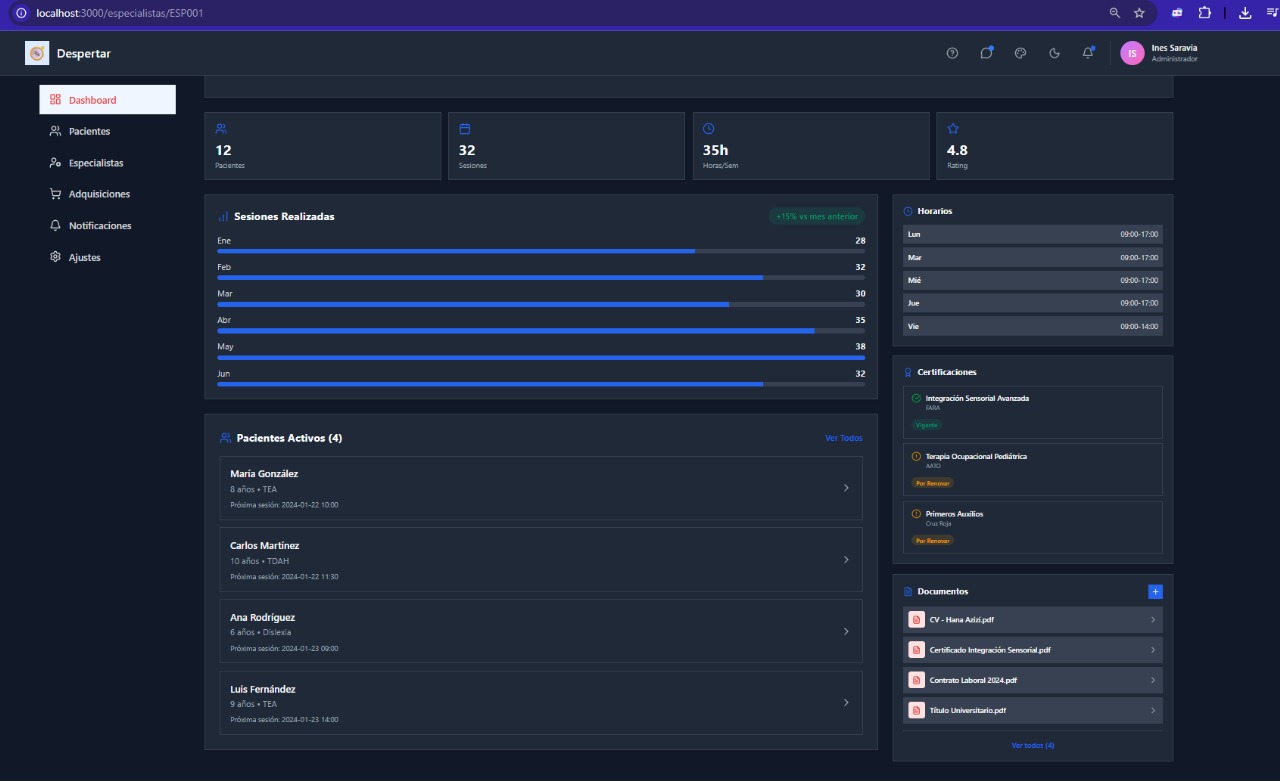 localhost:3000/especialistas/ESP001
Despertar
IS
Ines Saravia
Administrador
Dashboard
Pacientes
Especialistas
Adquisiciones
Notificaciones
Ajustes
12
Pacientes
32
Sesiones
35h
Horas/Sem
4.8
Rating
Sesiones Realizadas
+15% vs mes anterior
Ene 28
Feb 32
Mar 30
Abr 35
May 38
Jun 32
Pacientes Activos (4)
Ver Todos
María González
8 años • TEA
Próxima sesión: 2024-01-22 10:00
Carlos Martínez
10 años • TDAH
Próxima sesión: 2024-01-22 11:30
Ana Rodríguez
6 años • Dislexia
Próxima sesión: 2024-01-23 09:00
Luis Fernández
9 años • TEA
Próxima sesión: 2024-01-23 14:00
Horarios
Lun 09:00-17:00
Mar 09:00-17:00
Mié 09:00-17:00
Jue 09:00-17:00
Vie 09:00-14:00
Certificaciones
Integración Sensorial Avanzada
FARA
Vigente
Terapia Ocupacional Pediátrica
AATO
Por Renovar
Primeros Auxilios
Cruz Roja
Por Renovar
Documentos
+
CV - Hana Azizi.pdf
Certificado Integración Sensorial.pdf
Contrato Laboral 2024.pdf
Título Universitario.pdf
Ver todos (4)